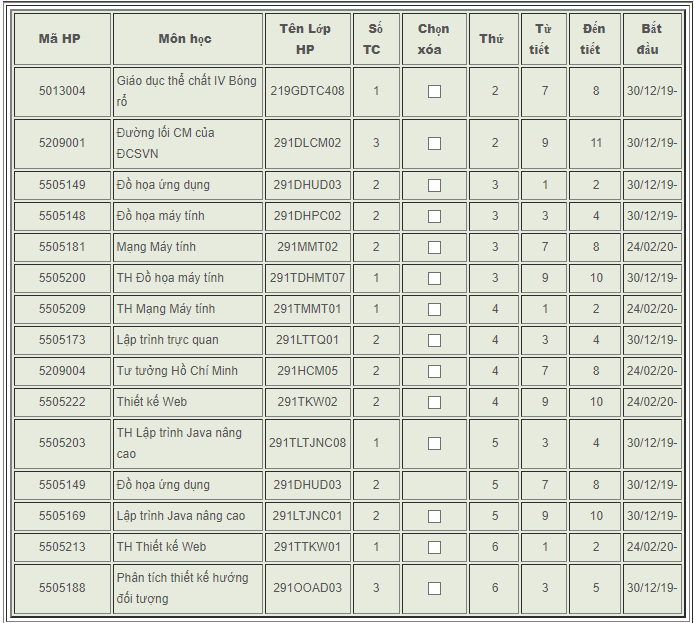 Mã HP Môn học Tên Lớp HP Số TC Chọn xóa Thứ Từ tiết Đến tiết Bắt đầu
5013004 Giáo dục thể chất IV Bóng rổ 219GDTC408 1 2 7 8 30/12/19-
5209001 Đường lối CM của ĐCSVN 291DLCM02 3 2 9 11 30/12/19-
5505149 Đồ họa ứng dụng 291DHUD03 2 3 1 2 30/12/19-
5505148 Đồ họa máy tính 291DHPC02 2 3 3 4 30/12/19-
5505181 Mạng Máy tính 291MMT02 2 3 7 8 24/02/20-
5505200 TH Đồ họa máy tính 291TDHMT07 1 3 9 10 30/12/19-
5505209 TH Mạng Máy tính 291TMMT01 1 4 1 2 24/02/20-
5505173 Lập trình trực quan 291LTTQ01 2 4 3 4 30/12/19-
5209004 Tư tưởng Hồ Chí Minh 291HCM05 2 4 7 8 24/02/20-
5505222 Thiết kế Web 291TKW02 2 4 9 10 24/02/20-
5505203 TH Lập trình Java nâng cao 291TLTJNC08 1 5 3 4 30/12/19-
5505149 Đồ họa ứng dụng 291DHUD03 2 5 7 8 30/12/19-
5505169 Lập trình Java nâng cao 291LTJNC01 2 5 9 10 30/12/19-
5505213 TH Thiết kế Web 291TTKW01 1 6 1 2 24/02/20-
5505188 Phân tích thiết kế hướng đối tượng 291OOAD03 3 6 3 5 30/12/19-